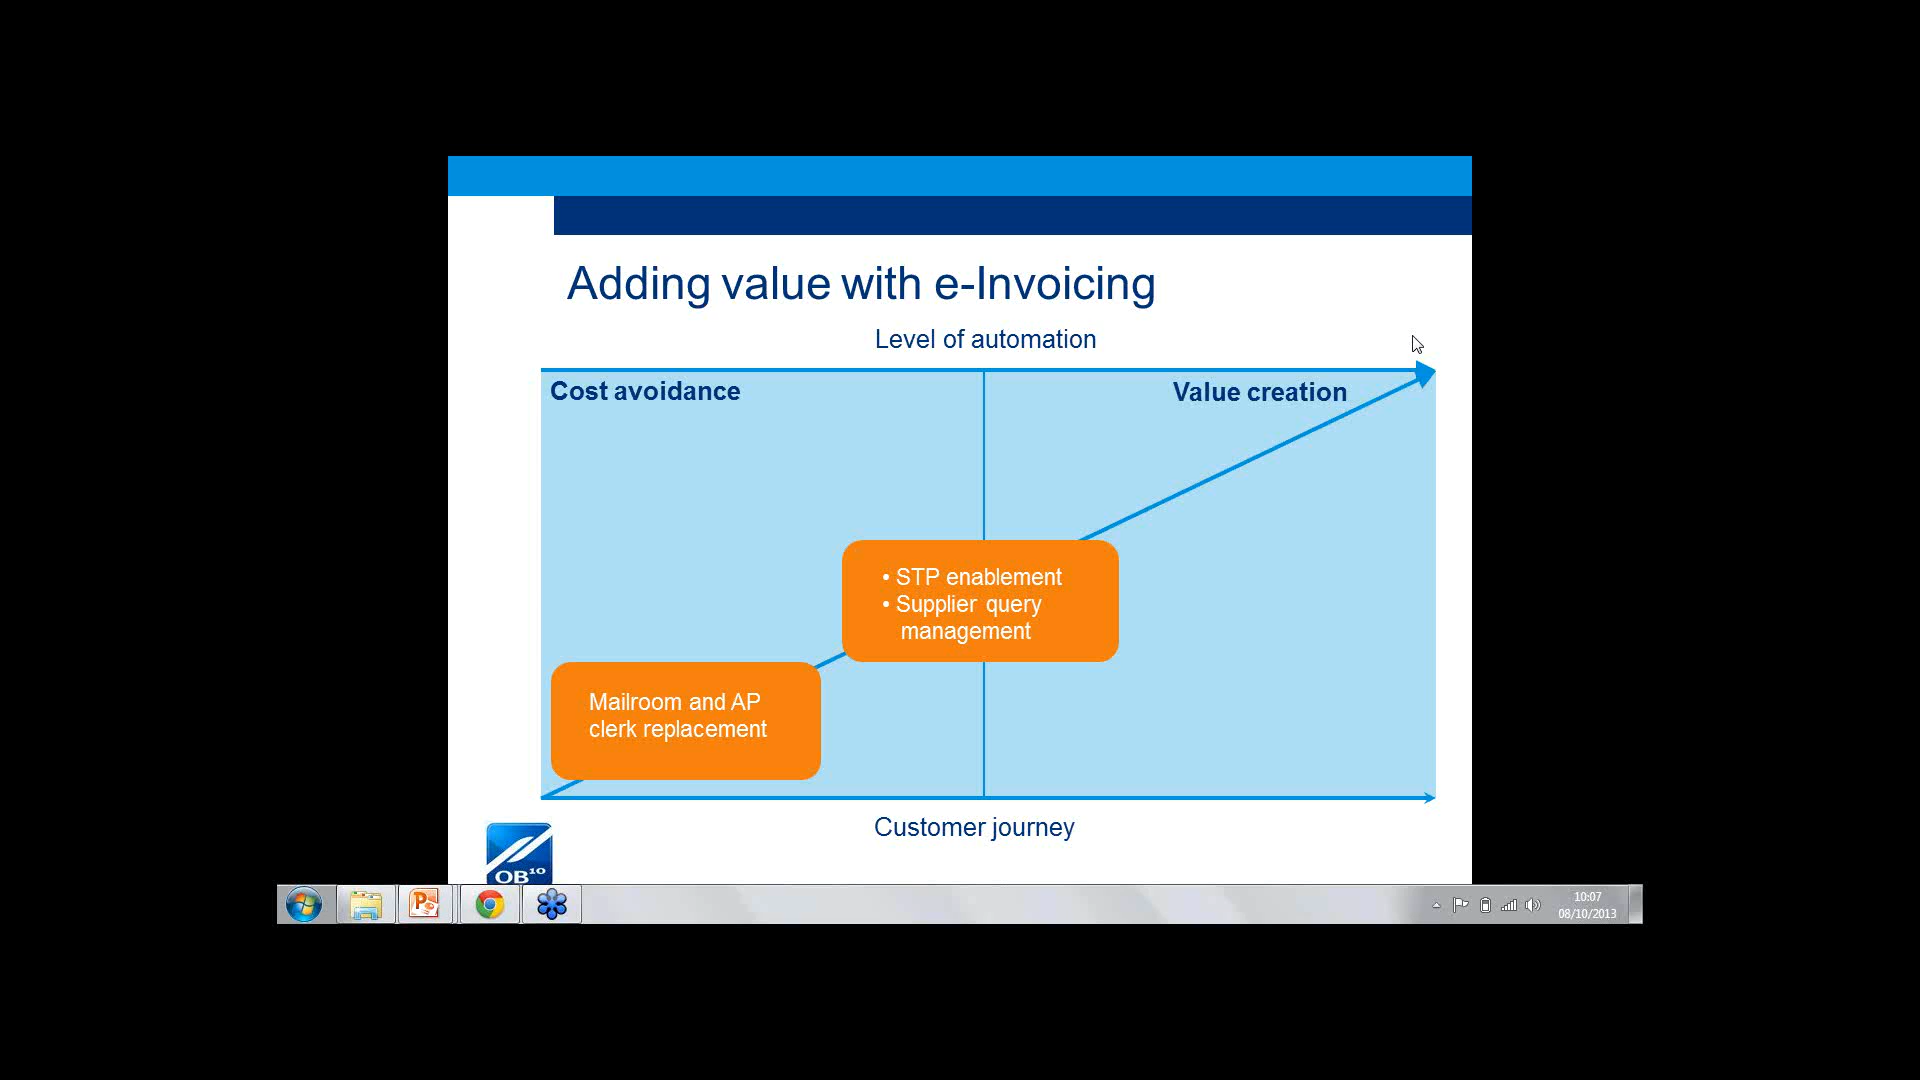 Adding value with e-Invoicing
Level of automation
Cost avoidance
Value creation
• STP enablement
• Supplier query
management
Mailroom and AP
clerk replacement
Customer journey
OB10
10:07
08/10/2013